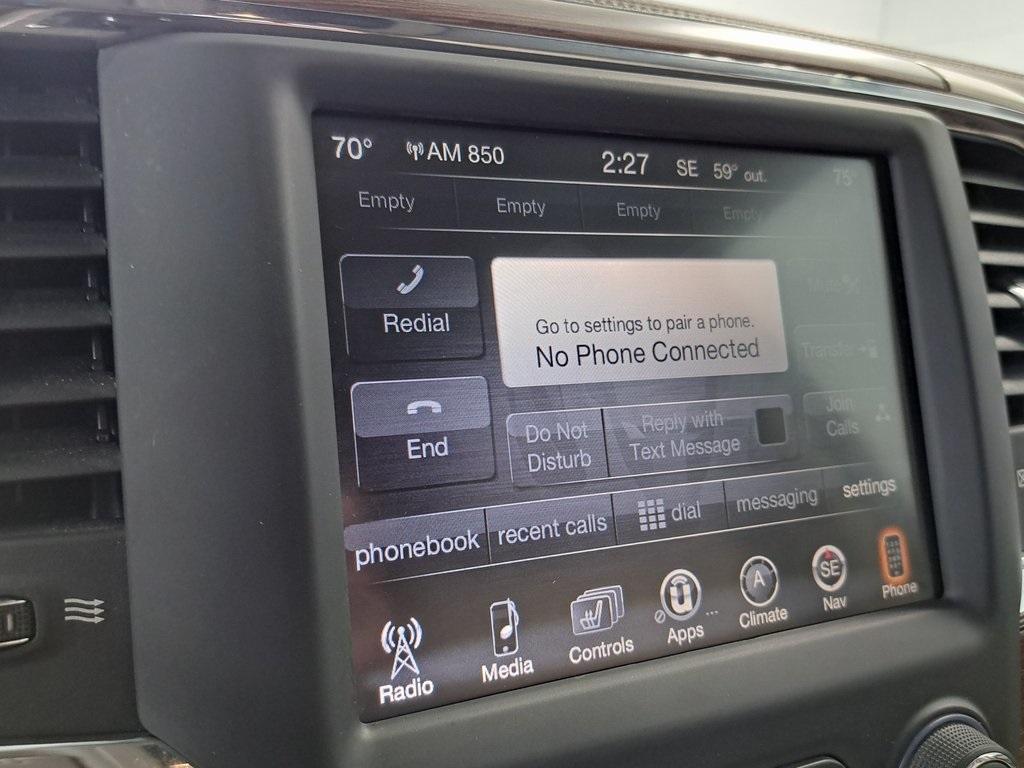 70° AM 850 2:27 SE 59° out. 75°
Empty Empty Empty Empty
Redial
Go to settings to pair a phone.
No Phone Connected
Mute
Transfer
End
Do Not
Disturb
Reply with
Text Message
Join
Calls
phonebook recent calls dial messaging settings
Radio Media Controls Apps Climate Nav Phone
A
SE